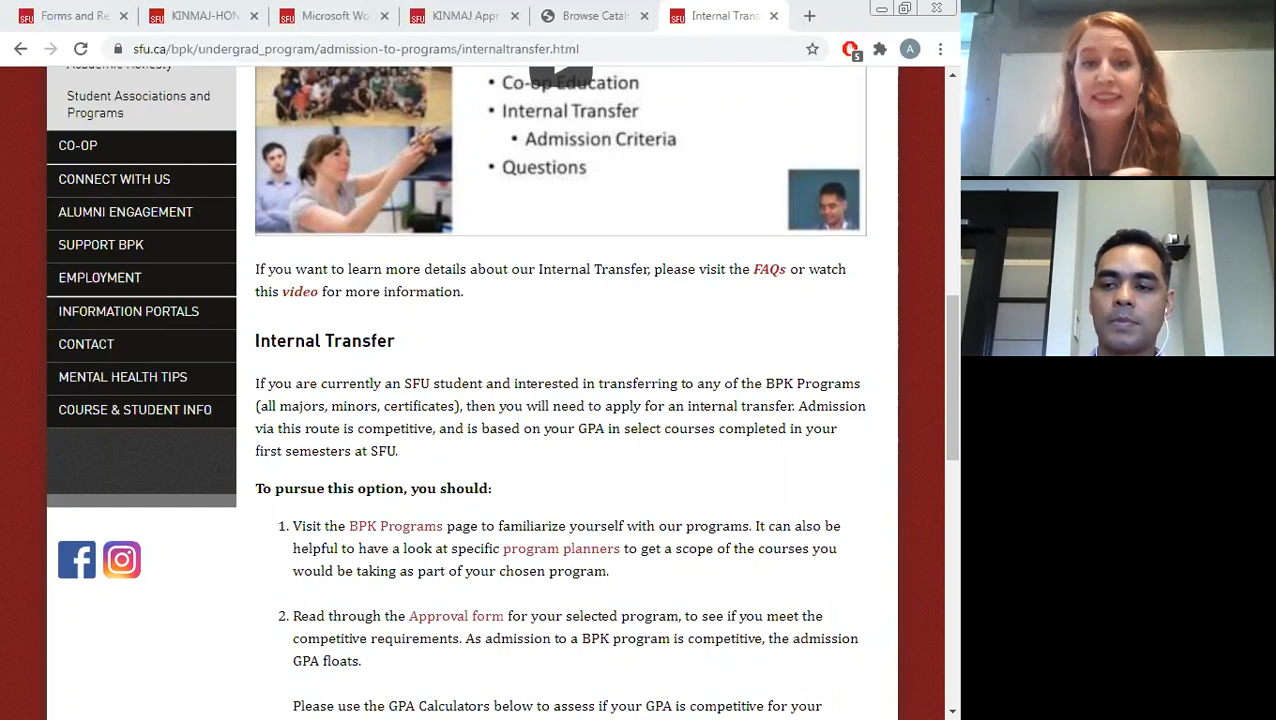 Forms and Re
KINMAJ-HON
Microsoft Wo
KINMAJ Appr
Browse Catal
Internal Trans
sfu.ca/bpk/undergrad_program/admission-to-programs/internaltransfer.html
5
A
Academic Honesty
Student Associations and
Programs
CO-OP
CONNECT WITH US
ALUMNI ENGAGEMENT
SUPPORT BPK
EMPLOYMENT
INFORMATION PORTALS
CONTACT
MENTAL HEALTH TIPS
COURSE & STUDENT INFO
• Co-op Education
• Internal Transfer
• Admission Criteria
• Questions
If you want to learn more details about our Internal Transfer, please visit the FAQs or watch
this video for more information.
Internal Transfer
If you are currently an SFU student and interested in transferring to any of the BPK Programs
(all majors, minors, certificates), then you will need to apply for an internal transfer. Admission
via this route is competitive, and is based on your GPA in select courses completed in your
first semesters at SFU.
To pursue this option, you should:
1. Visit the BPK Programs page to familiarize yourself with our programs. It can also be
helpful to have a look at specific program planners to get a scope of the courses you
would be taking as part of your chosen program.
2. Read through the Approval form for your selected program, to see if you meet the
competitive requirements. As admission to a BPK program is competitive, the admission
GPA floats.
Please use the GPA Calculators below to assess if your GPA is competitive for your